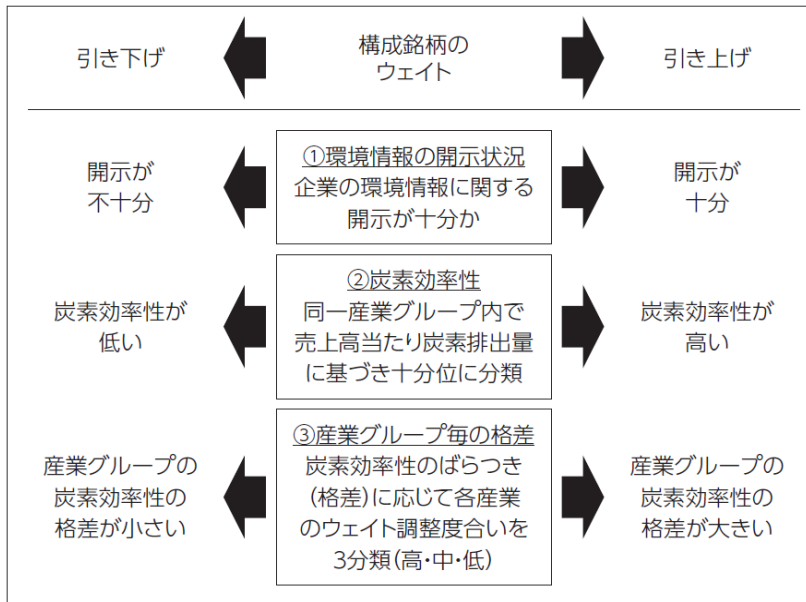 引き下げ
構成銘柄の
ウェイト
引き上げ
開示が
不十分
①環境情報の開示状況
企業の環境情報に関する
開示が十分か
開示が
十分
炭素効率性が
低い
②炭素効率性
同一産業グループ内で
売上高当たり炭素排出量
に基づき十分位に分類
炭素効率性が
高い
産業グループの
炭素効率性の
格差が小さい
③産業グループ毎の格差
炭素効率性のばらつき
(格差)に応じて各産業
のウェイト調整度合いを
3分類(高・中・低)
産業グループの
炭素効率性の
格差が大きい